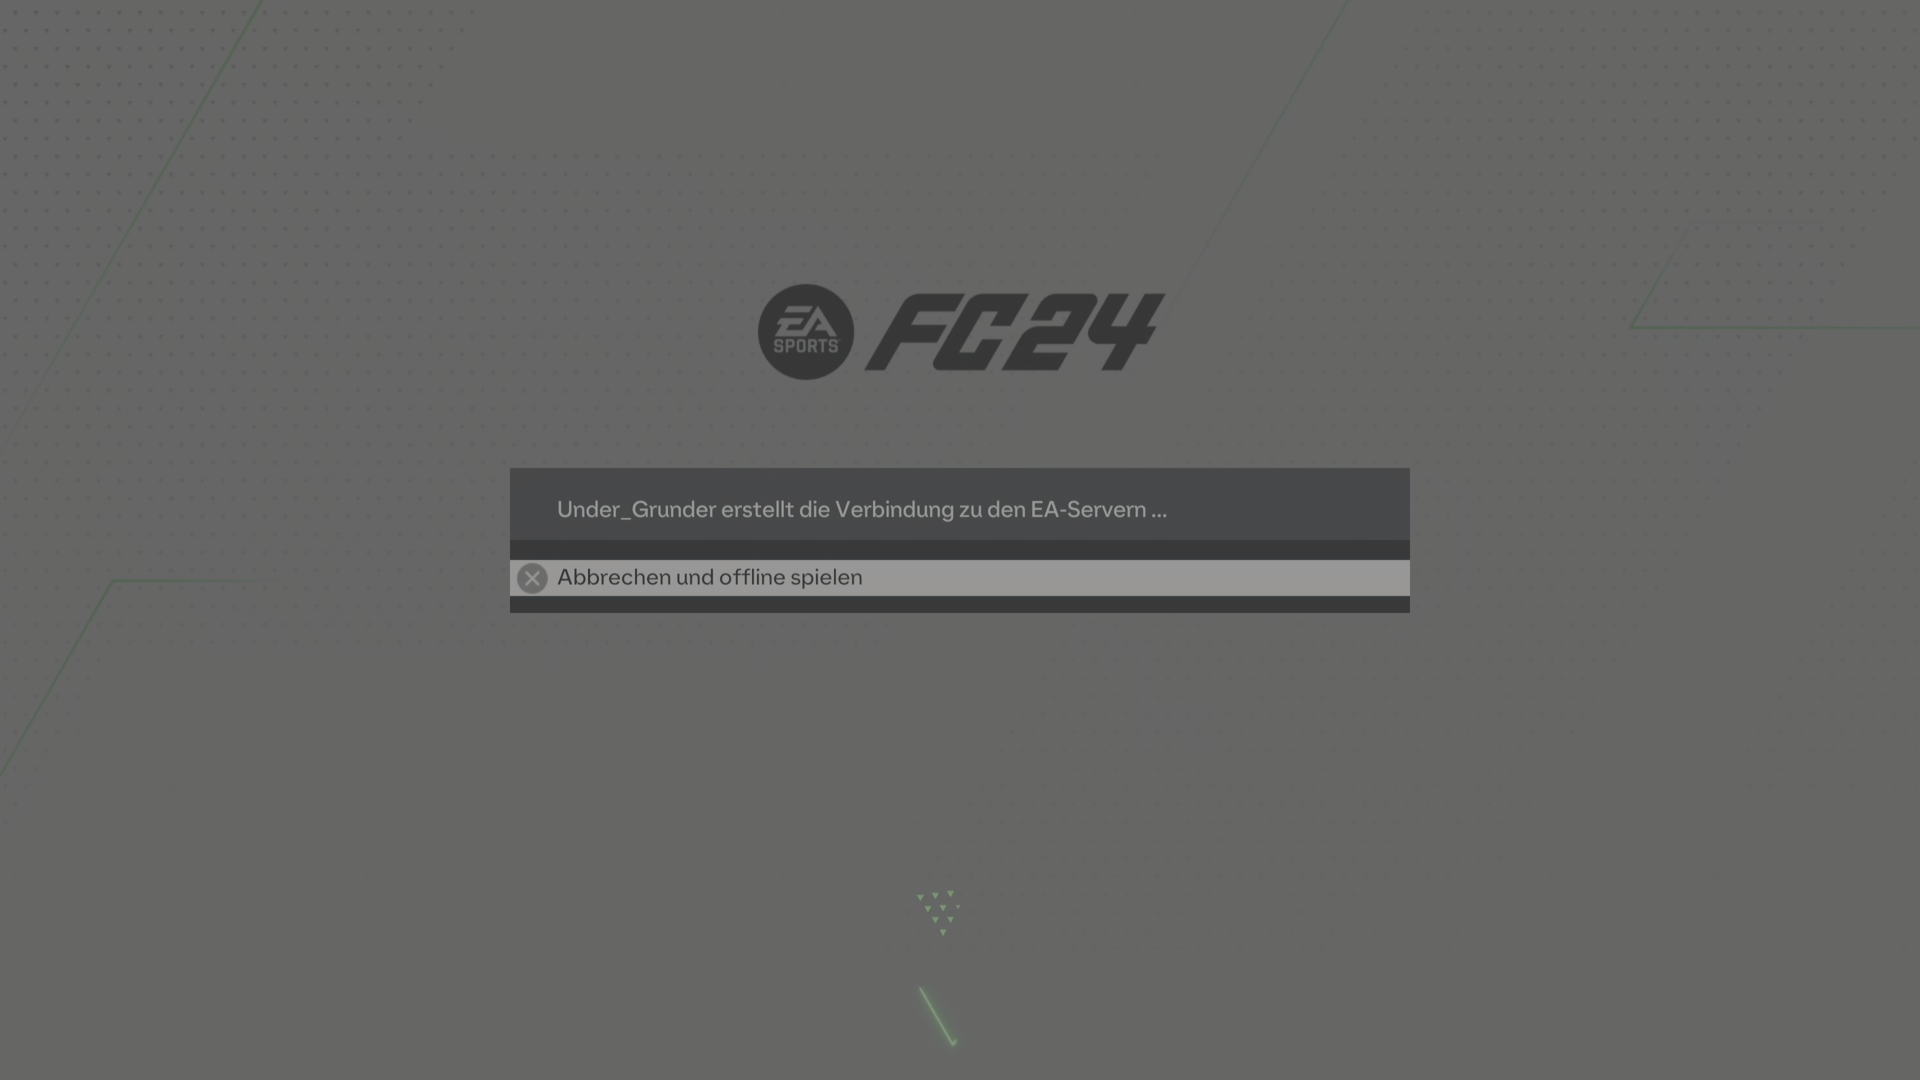 EA
SPORTS
FC24
Under_Grunder erstellt die Verbindung zu den EA-Servern ...
Abbrechen und offline spielen